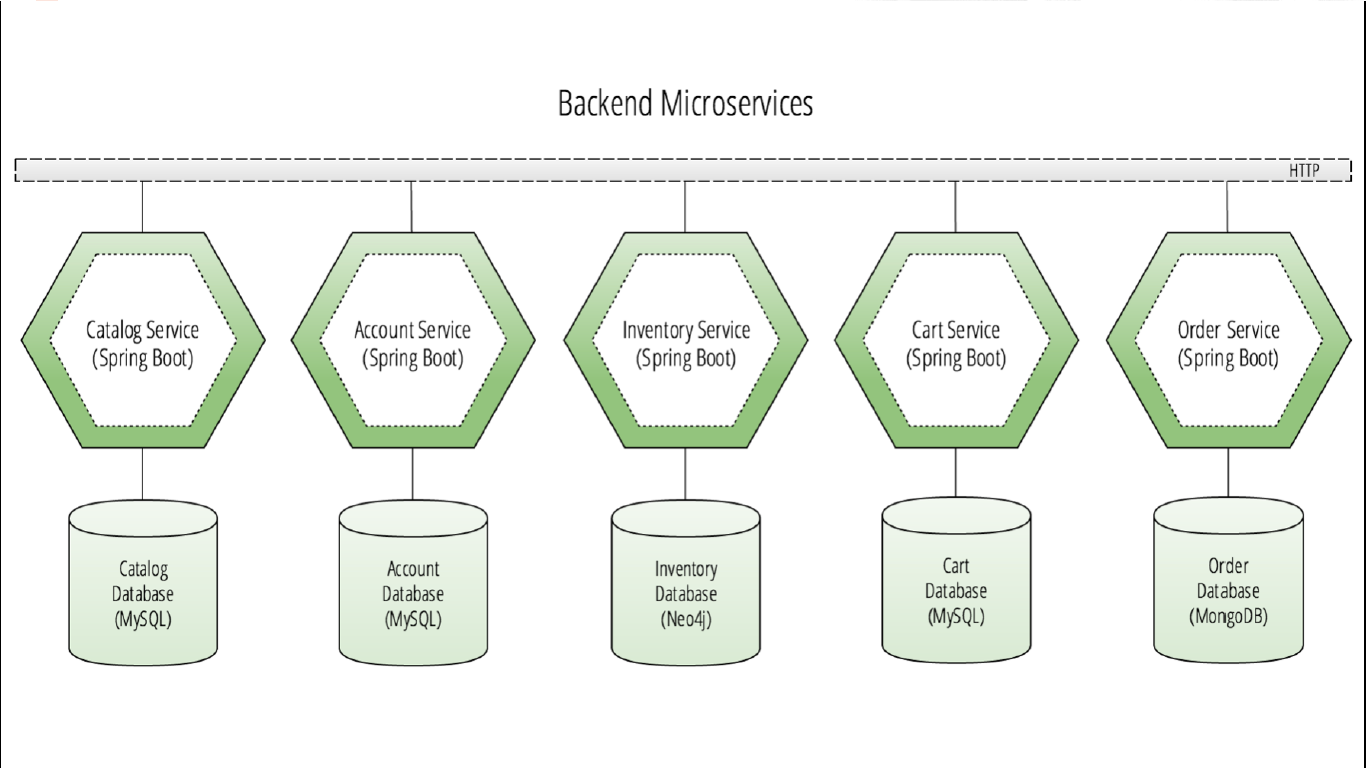 Backend Microservices
HTTP
Catalog Service
(Spring Boot)
Account Service
(Spring Boot)
Inventory Service
(Spring Boot)
Cart Service
(Spring Boot)
Order Service
(Spring Boot)
Catalog
Database
(MySQL)
Account
Database
(MySQL)
Inventory
Database
(Neo4j)
Cart
Database
(MySQL)
Order
Database
(MongoDB)